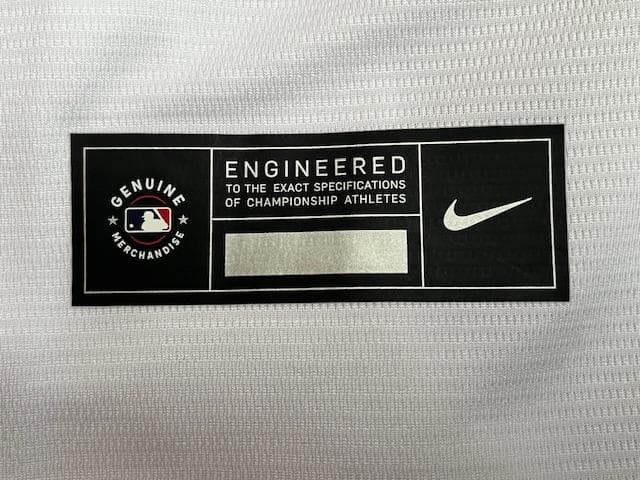 GENUINE
MERCHANDISE
ENGINEERED
TO THE EXACT SPECIFICATIONS
OF CHAMPIONSHIP ATHLETES